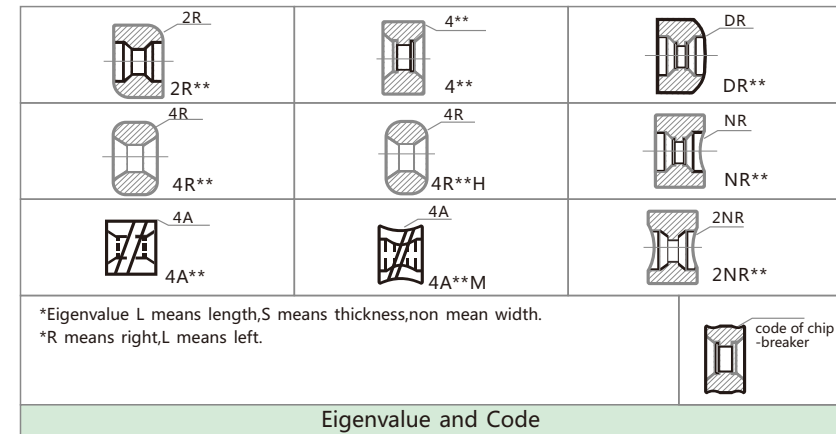 2R
2R**
4**
4**
DR
DR**
4R
4R**
4R
4R**H
NR
NR**
4A
4A**
4A
4A**M
2NR
2NR**
*Eigenvalue L means length,S means thickness,non mean width.
*R means right,L means left.
code of chip
-breaker
Eigenvalue and Code